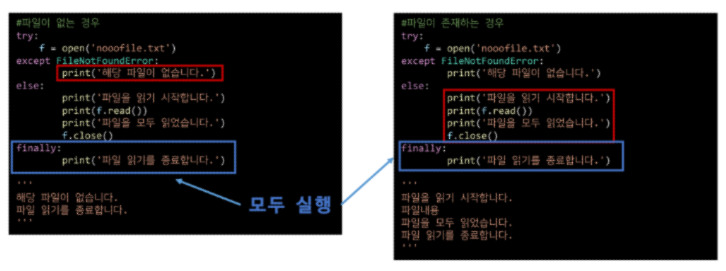 #파일이 없는 경우
try:
    f = open('nooofile.txt')
except FileNotFoundError:
        print('해당 파일이 없습니다.')
else:
        print('파일을 읽기 시작합니다.')
        print(f.read())
        print('파일을 모두 읽었습니다.')
        f.close()
finally:
        print('파일 읽기를 종료합니다.')
'''
해당 파일이 없습니다.
파일 읽기를 종료합니다.
'''
모두 실행
#파일이 존재하는 경우
try:
    f = open('nooofile.txt')
except FileNotFoundError:
        print('해당 파일이 없습니다.')
else:
        print('파일을 읽기 시작합니다.')
        print(f.read())
        print('파일을 모두 읽었습니다.')
        f.close()
finally:
        print('파일 읽기를 종료합니다.')
'''
파일을 읽기 시작합니다.
파일내용
파일을 모두 읽었습니다.
파일 읽기를 종료합니다.
'''